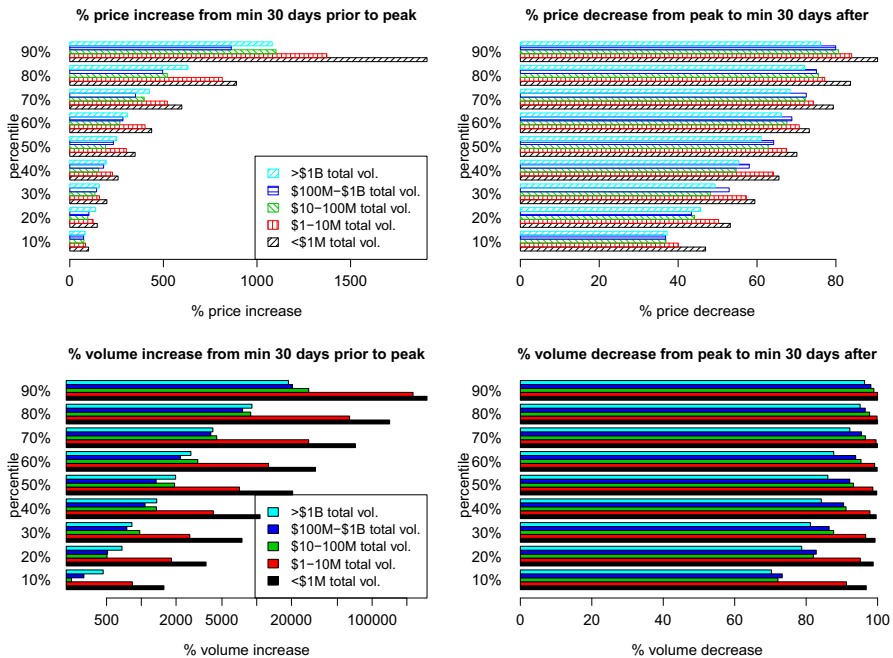 % price increase from min 30 days prior to peak
percentile
90%
80%
70%
60%
50%
40%
30%
20%
10%
>$1B total vol.
$100M−$1B total vol.
$10−100M total vol.
$1−10M total vol.
<$1M total vol.
0 500 1000 1500
% price increase
% price decrease from peak to min 30 days after
percentile
90%
80%
70%
60%
50%
40%
30%
20%
10%
0 20 40 60 80
% price decrease
% volume increase from min 30 days prior to peak
percentile
90%
80%
70%
60%
50%
40%
30%
20%
10%
>$1B total vol.
$100M−$1B total vol.
$10−100M total vol.
$1−10M total vol.
<$1M total vol.
500 2000 5000 20000 100000
% volume increase
% volume decrease from peak to min 30 days after
percentile
90%
80%
70%
60%
50%
40%
30%
20%
10%
0 20 40 60 80 100
% volume decrease